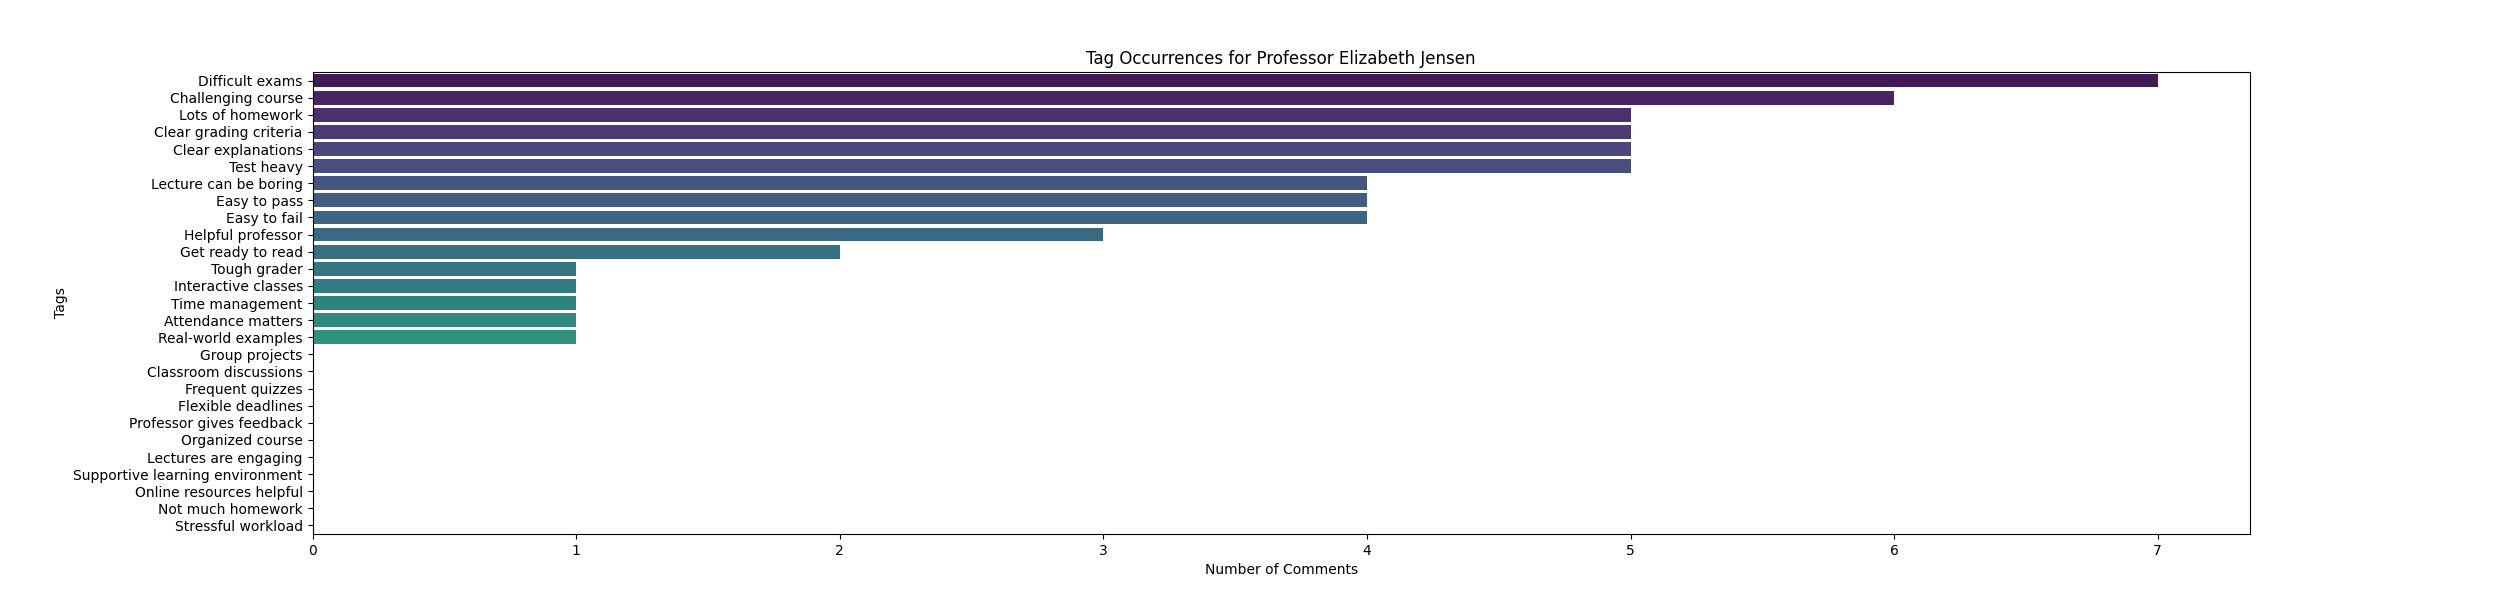 Tag Occurrences for Professor Elizabeth Jensen
Difficult exams
Challenging course
Lots of homework
Clear grading criteria
Clear explanations
Test heavy
Lecture can be boring
Easy to pass
Easy to fail
Helpful professor
Get ready to read
Tough grader
Interactive classes
Time management
Attendance matters
Real-world examples
Group projects
Classroom discussions
Frequent quizzes
Flexible deadlines
Professor gives feedback
Organized course
Lectures are engaging
Supportive learning environment
Online resources helpful
Not much homework
Stressful workload
Tags
0 1 2 3 4 5 6 7
Number of Comments